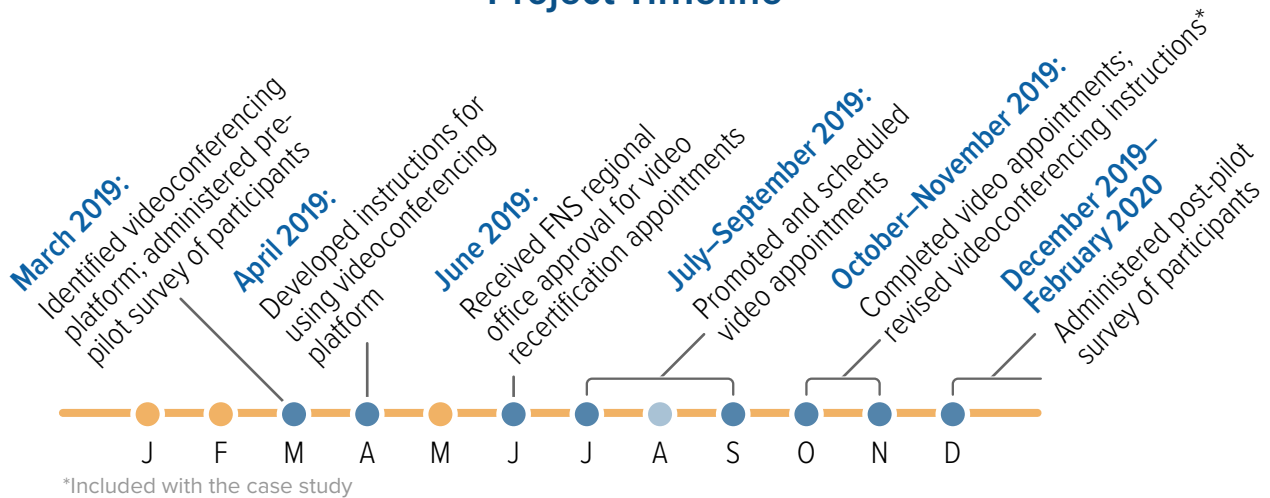 Project Timeline
March 2019:
Identified videoconferencing
platform; administered pre-
pilot survey of participants
April 2019:
Developed instructions for
using videoconferencing
platform
June 2019:
Received FNS regional
office approval for video
recertification appointments
July–September 2019:
Promoted and scheduled
video appointments
October–November 2019:
Completed video appointments;
revised videoconferencing instructions*
December 2019–
February 2020
Administered post-pilot
survey of participants
J F M A M J J A S O N D
*Included with the case study